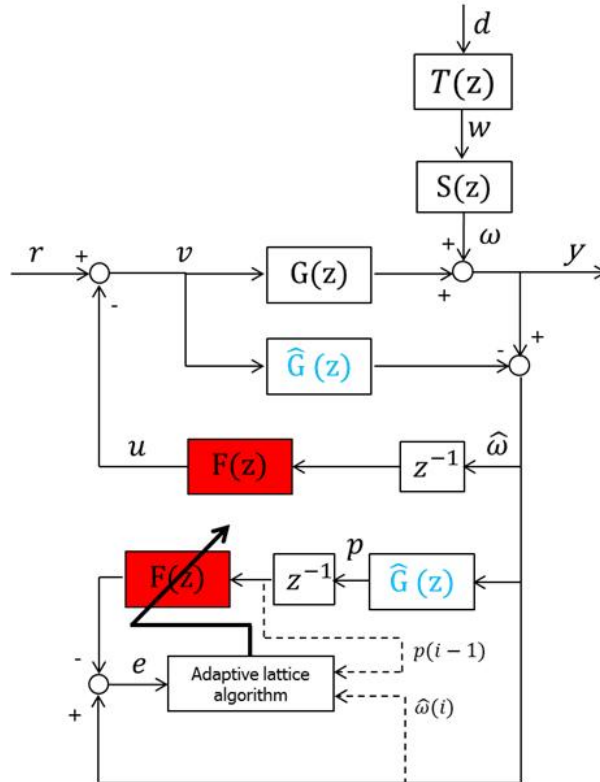 d
T(z)
w
S(z)
+ ω
r + v G(z) + y
-
Ĝ (z) - +
u F(z) z⁻¹ ω̂
F(z) z⁻¹ p Ĝ (z)
p(i − 1)
- e Adaptive lattice
algorithm
+ ω̂(i)